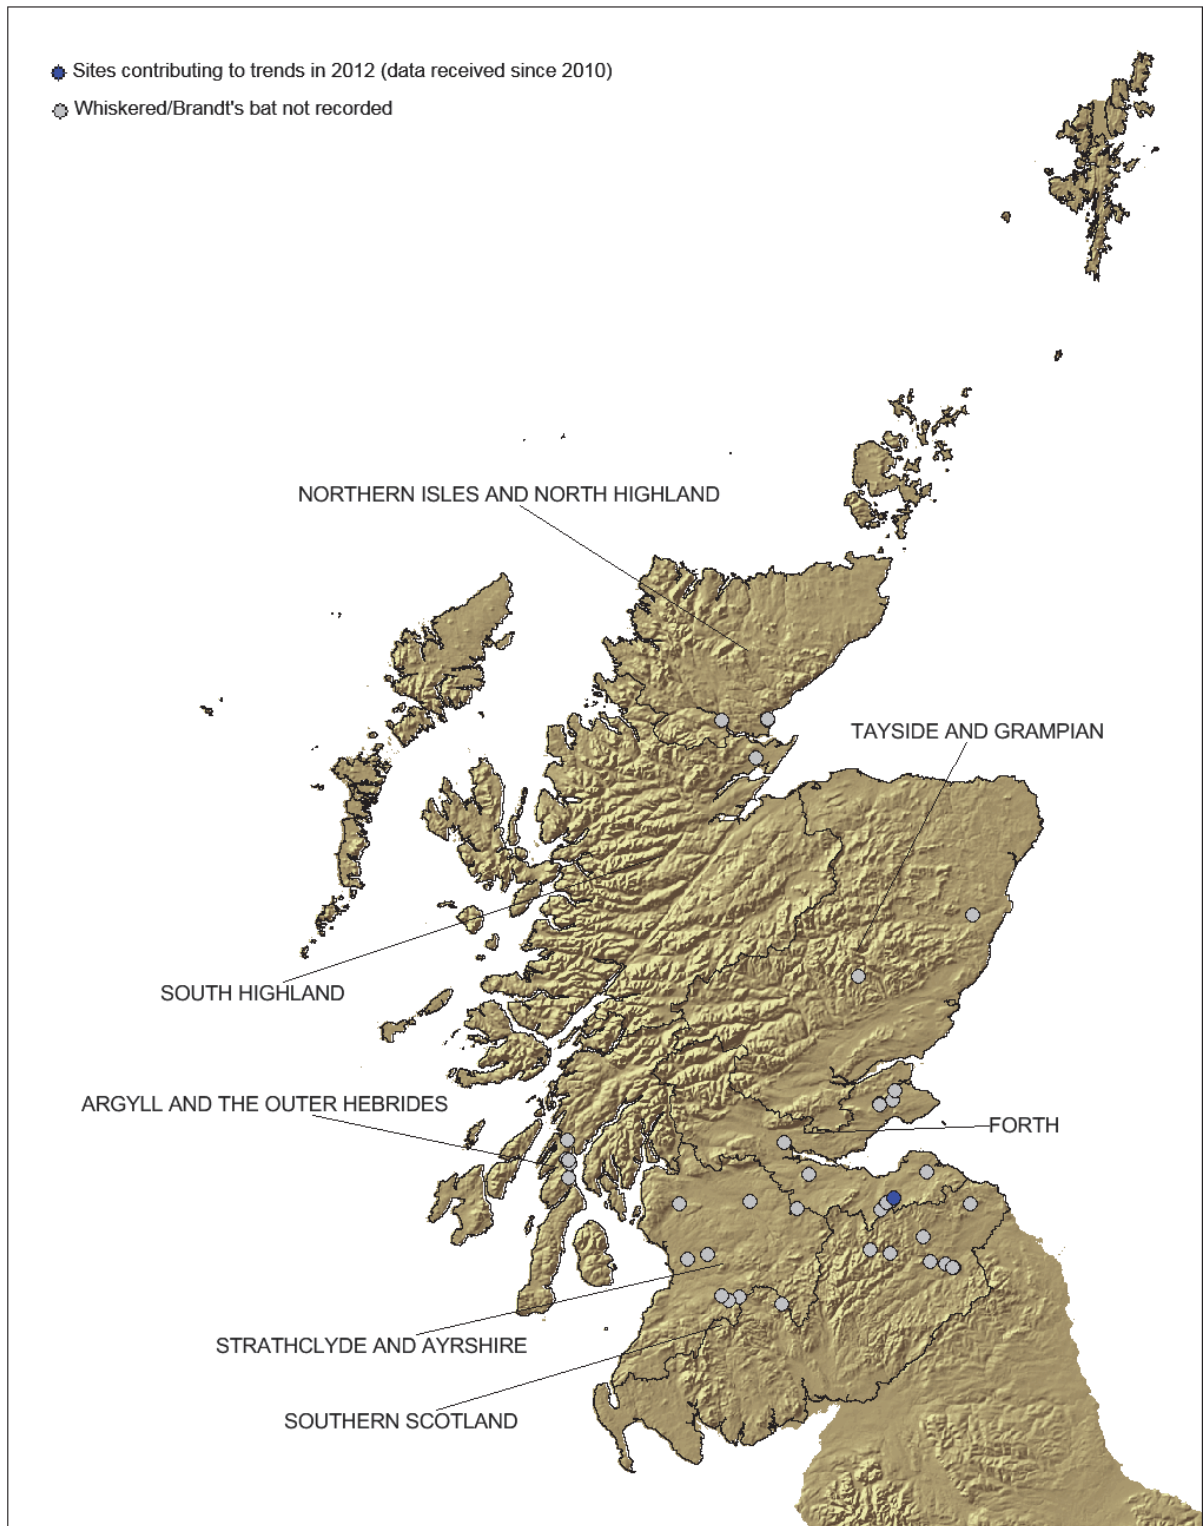 Sites contributing to trends in 2012 (data received since 2010)
Whiskered/Brandt's bat not recorded
NORTHERN ISLES AND NORTH HIGHLAND
TAYSIDE AND GRAMPIAN
SOUTH HIGHLAND
ARGYLL AND THE OUTER HEBRIDES
FORTH
STRATHCLYDE AND AYRSHIRE
SOUTHERN SCOTLAND